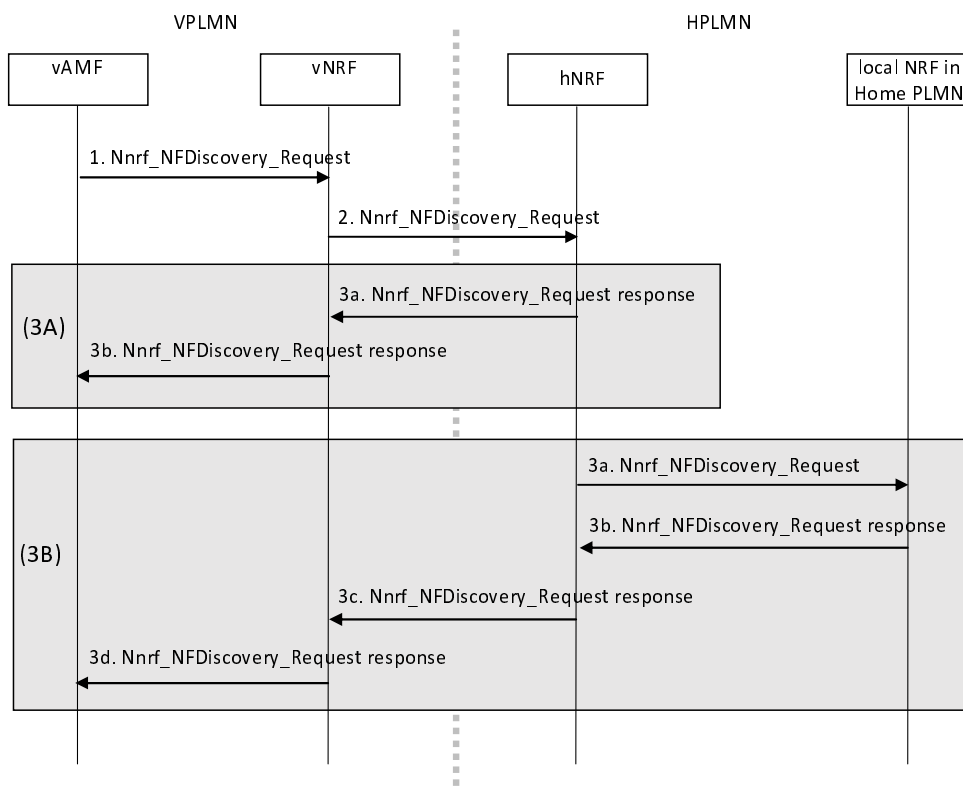 VPLMN
HPLMN
vAMF
vNRF
hNRF
local NRF in
Home PLMN
1. Nnrf_NFDiscovery_Request
2. Nnrf_NFDiscovery_Request
(3A)
3a. Nnrf_NFDiscovery_Request response
3b. Nnrf_NFDiscovery_Request response
(3B)
3a. Nnrf_NFDiscovery_Request
3b. Nnrf_NFDiscovery_Request response
3c. Nnrf_NFDiscovery_Request response
3d. Nnrf_NFDiscovery_Request response